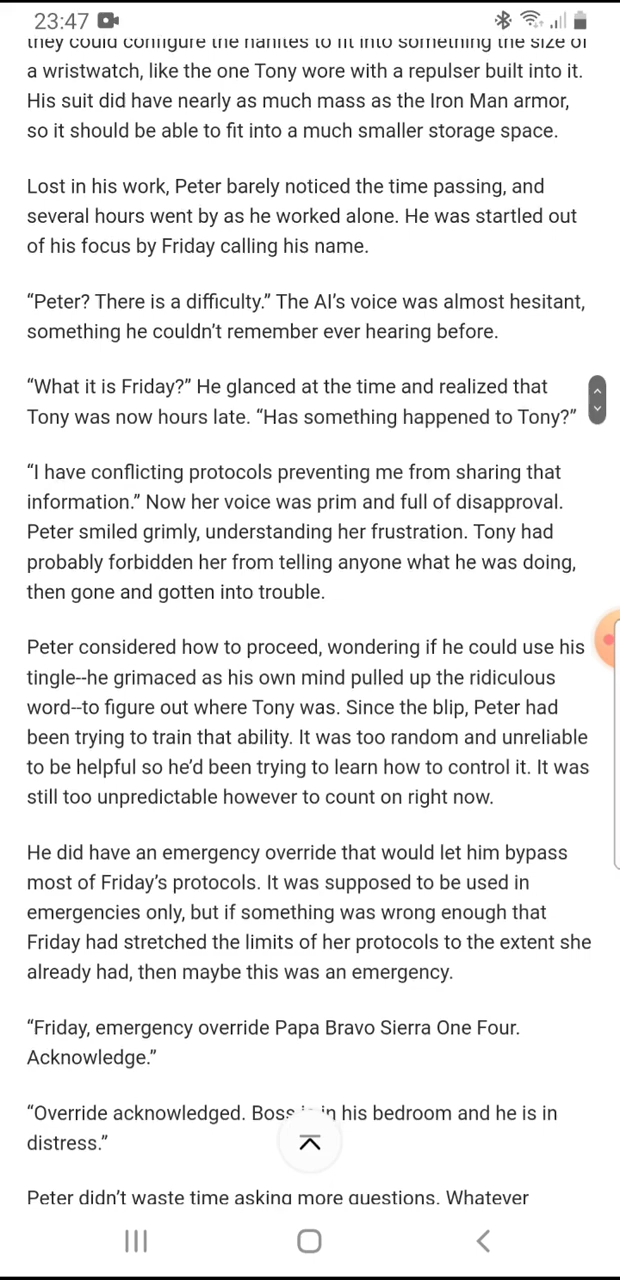 23:47
they could configure the nanites to fit into something the size of
a wristwatch, like the one Tony wore with a repulser built into it.
His suit did have nearly as much mass as the Iron Man armor,
so it should be able to fit into a much smaller storage space.
Lost in his work, Peter barely noticed the time passing, and
several hours went by as he worked alone. He was startled out
of his focus by Friday calling his name.
“Peter? There is a difficulty.” The AI’s voice was almost hesitant,
something he couldn’t remember ever hearing before.
“What it is Friday?” He glanced at the time and realized that
Tony was now hours late. “Has something happened to Tony?”
“I have conflicting protocols preventing me from sharing that
information.” Now her voice was prim and full of disapproval.
Peter smiled grimly, understanding her frustration. Tony had
probably forbidden her from telling anyone what he was doing,
then gone and gotten into trouble.
Peter considered how to proceed, wondering if he could use his
tingle--he grimaced as his own mind pulled up the ridiculous
word--to figure out where Tony was. Since the blip, Peter had
been trying to train that ability. It was too random and unreliable
to be helpful so he’d been trying to learn how to control it. It was
still too unpredictable however to count on right now.
He did have an emergency override that would let him bypass
most of Friday’s protocols. It was supposed to be used in
emergencies only, but if something was wrong enough that
Friday had stretched the limits of her protocols to the extent she
already had, then maybe this was an emergency.
“Friday, emergency override Papa Bravo Sierra One Four.
Acknowledge.”
“Override acknowledged. Boss in his bedroom and he is in
distress.”
Peter didn’t waste time asking more questions. Whatever